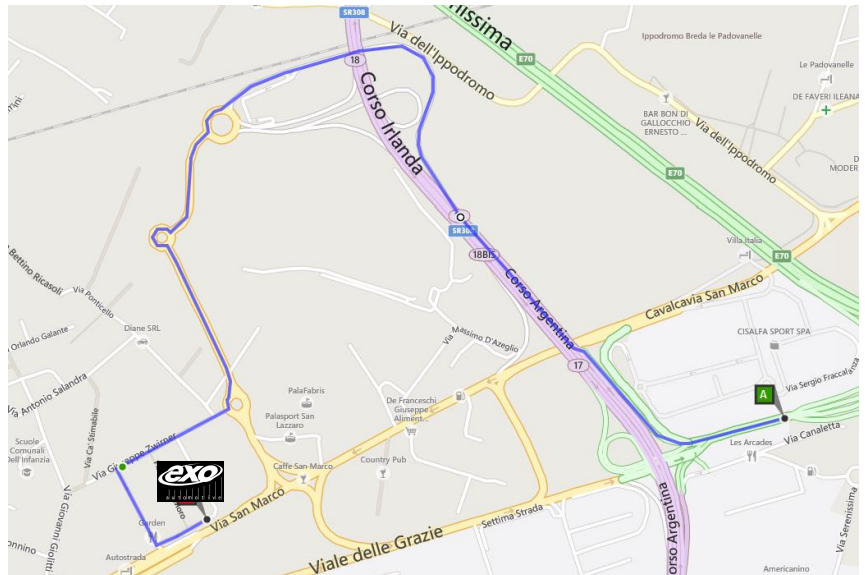 SR308
nissima
Via dell'Ippodromo
Ippodromo Breda le Padovanelle
E70
Le Padovanelle
18
DE FAVERI ILEANA
BAR BON DI
GALLOCCHIO
ERNESTO ...
Corso Irlanda
Via dell'Ippodromo
D
MODER
E70
SR308
18BIS
Villa Italia
E70
Bettino Ricasoli
Via Ponticello
Corso Argentina
Cavalcavia San Marco
Diane SRL
Orlando Galante
Via Massimo D'Azeglio
CISALFA SPORT SPA
17
Via Antonio Salandra
PalaFabris
Via Sergio Fraccalanza
A
De Franceschi
Giuseppe
Aliment...
Palasport San
Lazzaro
Via Ca' Stimabile
Via Canaletta
Les Arcades
Scuole
Comunali
Dell'Infanzia
Via Giuseppe Zwirner
Caffe San Marco
Country Pub
exo
automotive
Via Giovanni Giolitti
Garden
Via San Marco
Settima Strada
Corso Argentina
Via Serenissima
onnino
Autostrada
Viale delle Grazie
Americanino